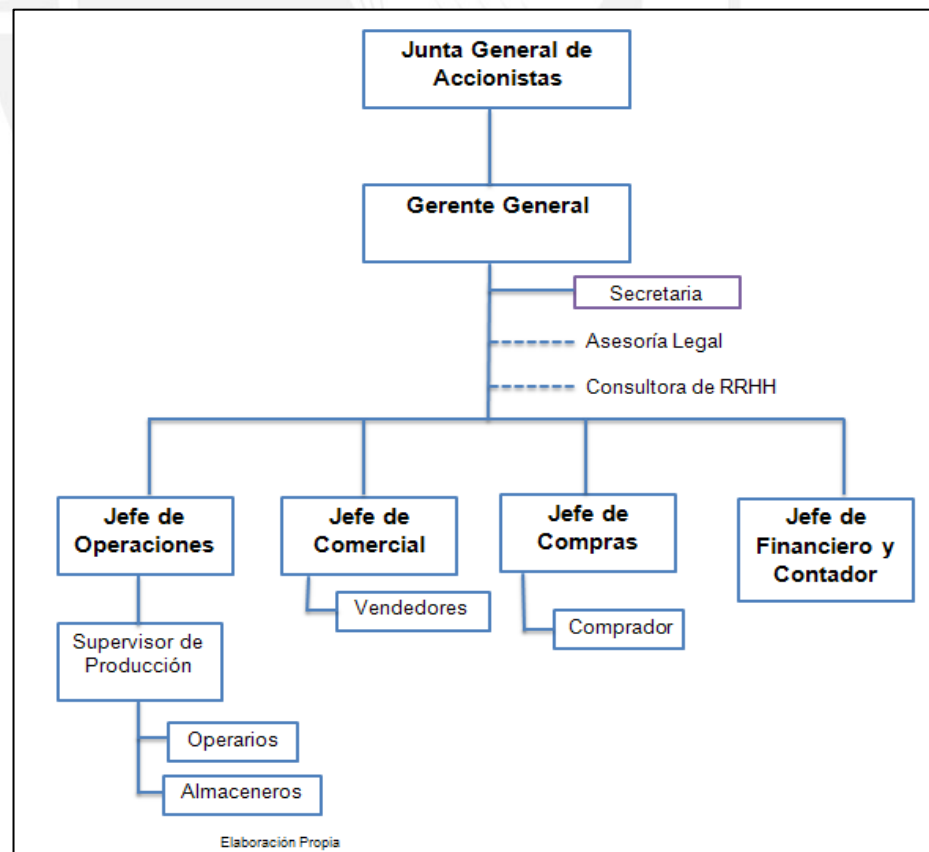 Junta General de
Accionistas
Gerente General
Secretaria
Asesoría Legal
Consultora de RRHH
Jefe de
Operaciones
Jefe de
Comercial
Jefe de
Compras
Jefe de
Financiero y
Contador
Vendedores
Comprador
Supervisor de
Producción
Operarios
Almaceneros
Elaboración Propia